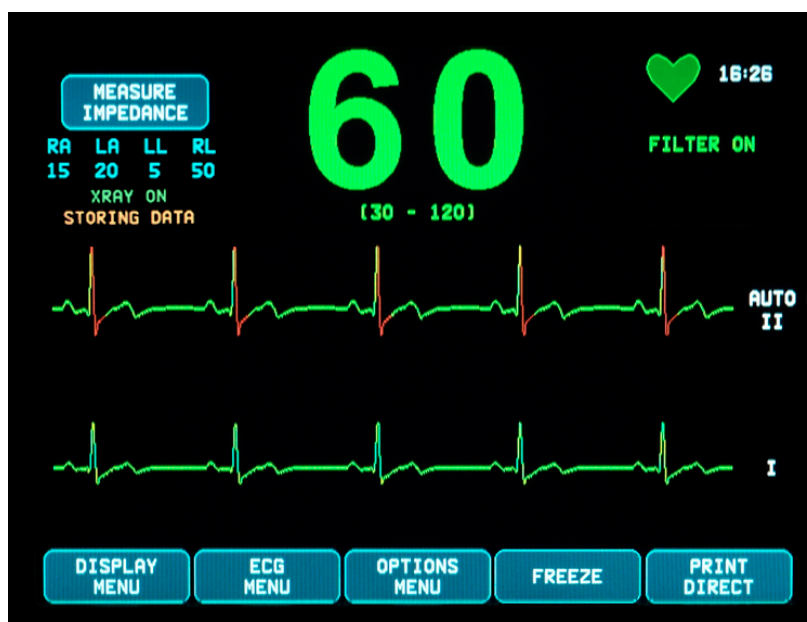 MEASURE
IMPEDANCE
60
16:26
RA LA LL RL
15 20 5 50
FILTER ON
XRAY ON
STORING DATA
(30 - 120)
AUTO
II
I
DISPLAY
MENU
ECG
MENU
OPTIONS
MENU
FREEZE
PRINT
DIRECT